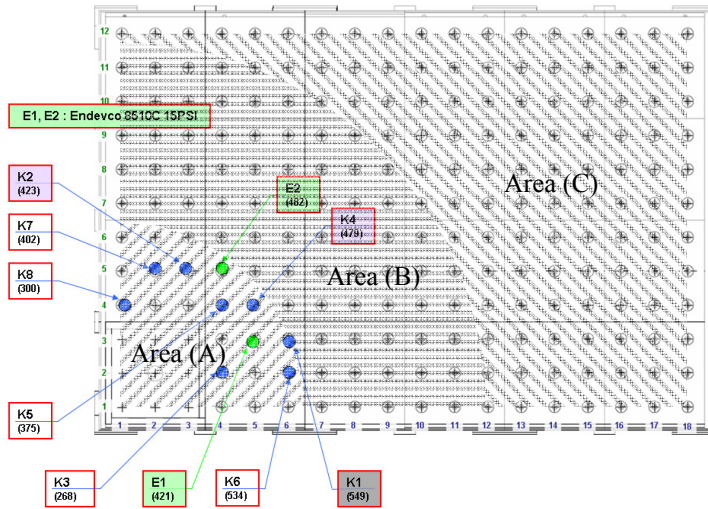 12
11
10
E1, E2 : Endevco 8510C 15PSI
9
8
K2
(423)
E2
(482)
Area (C)
7
K7
(402)
K4
(479)
6
5
K8
(300)
Area (B)
4
3
Area (A)
2
K5
(375)
1
1 2 3 4 5 6 7 8 9 10 11 12 13 14 15 16 17 18
K3
(268)
E1
(421)
K6
(534)
K1
(549)